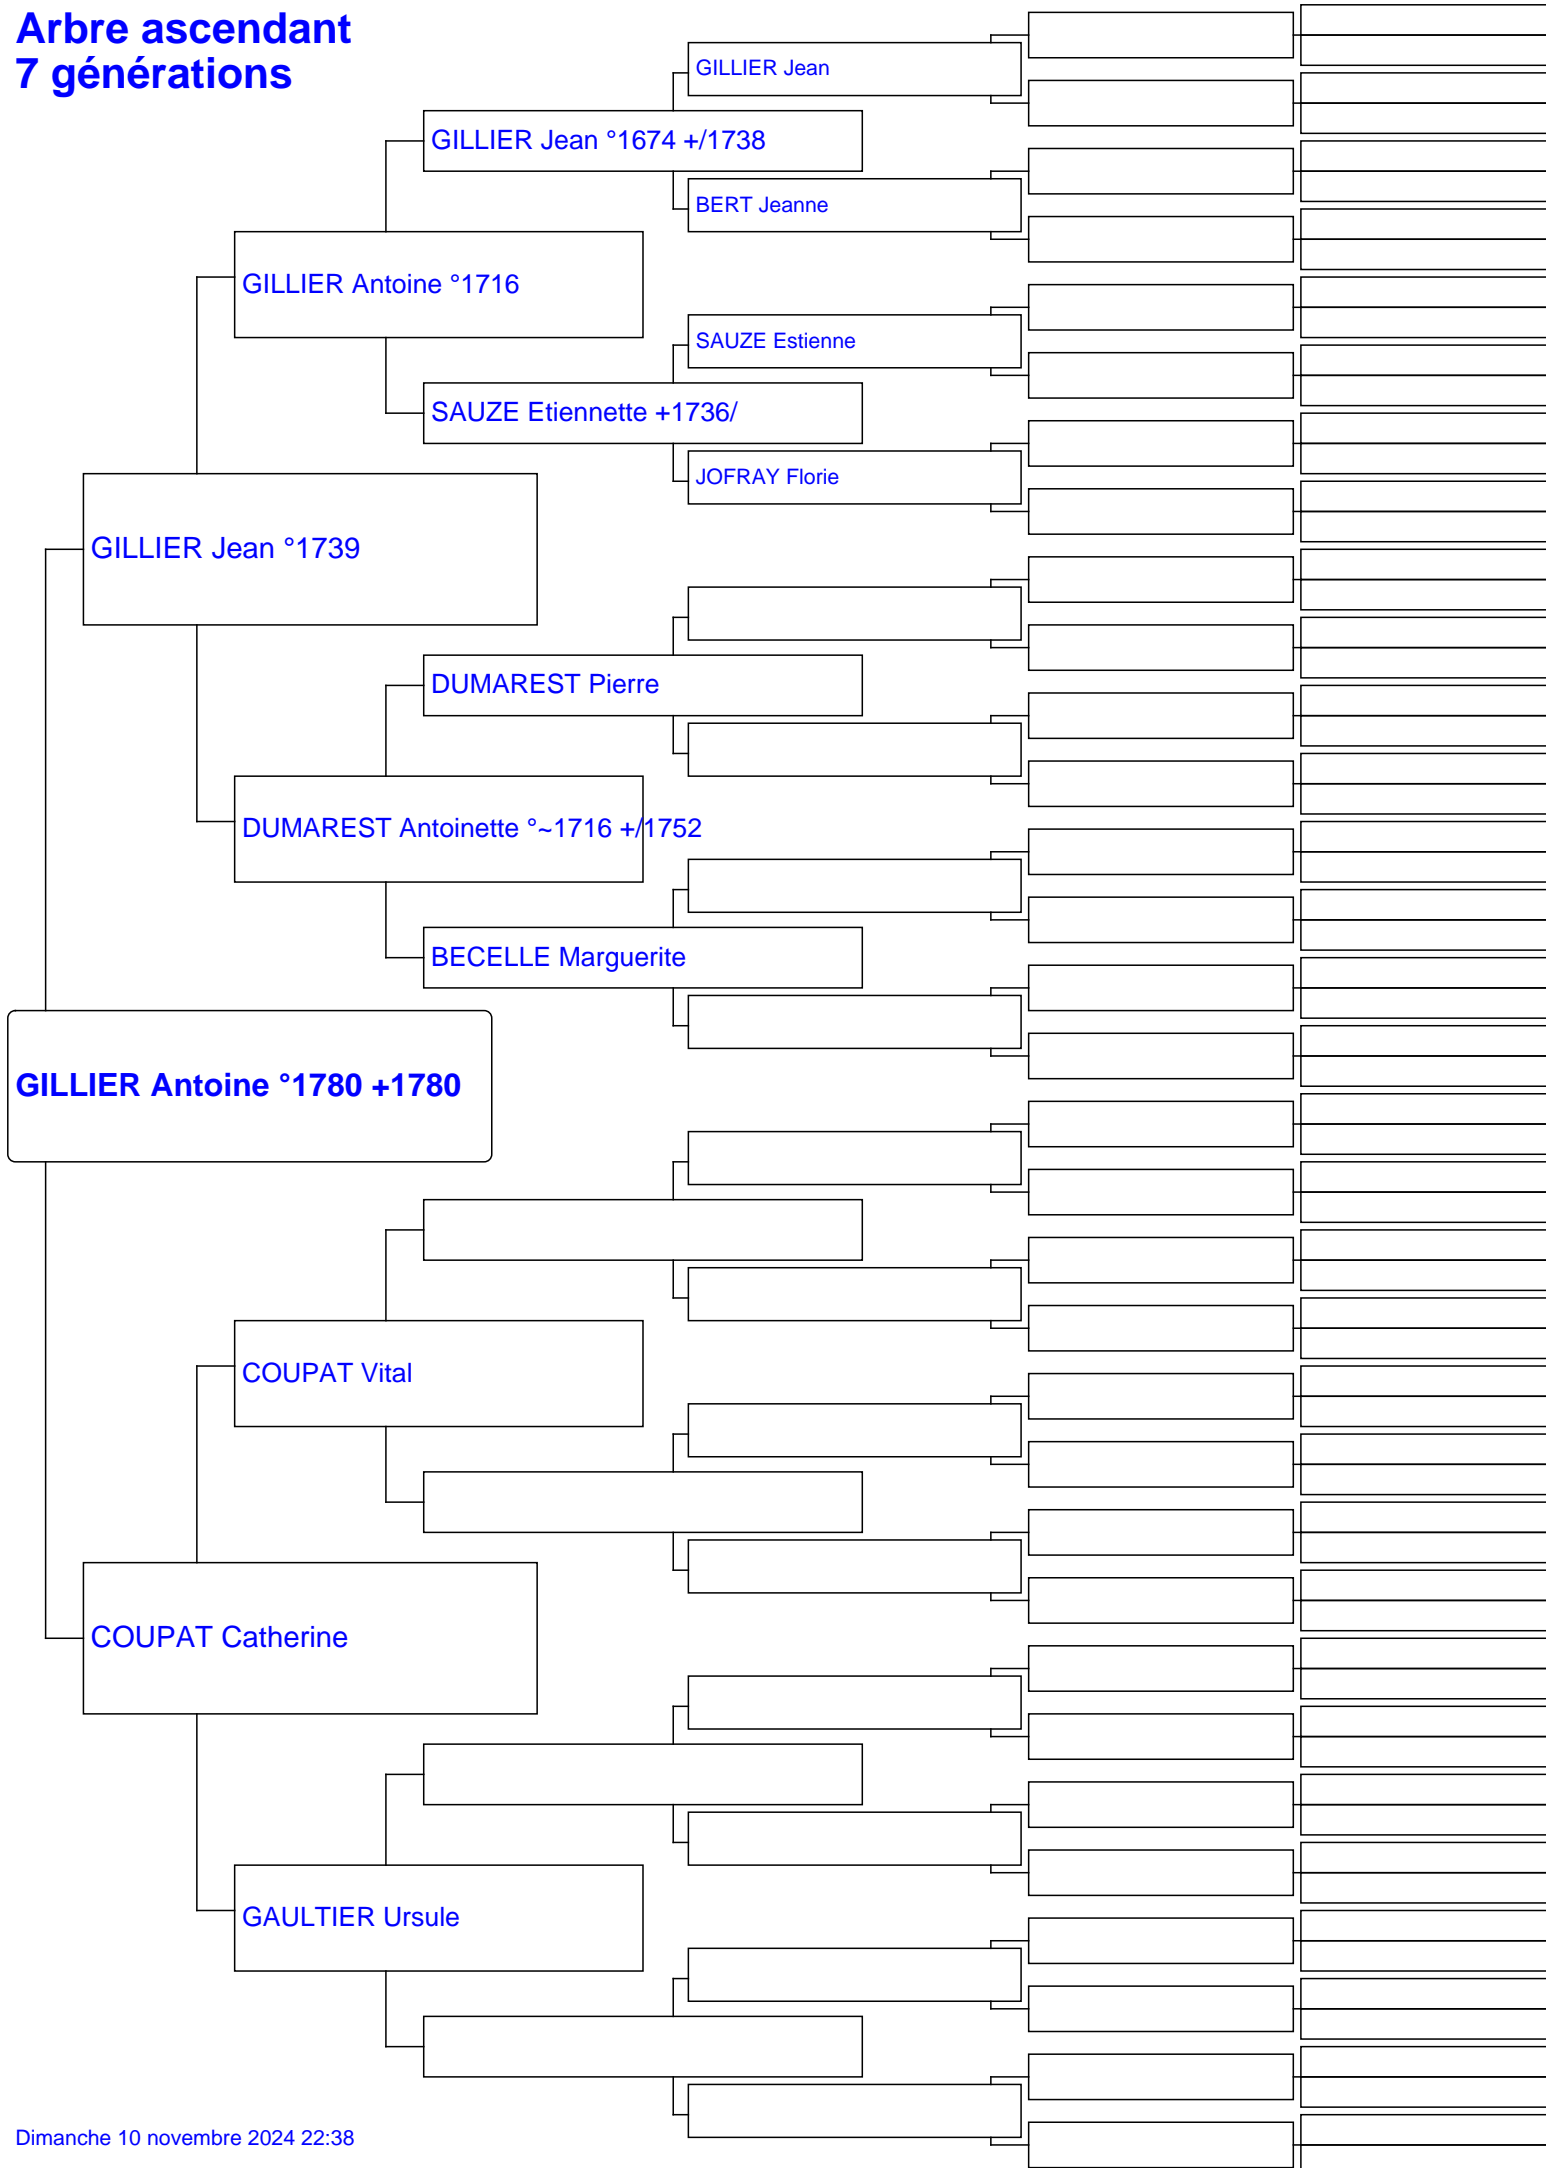 Arbre ascendant
7 générations
GILLIER Jean
GILLIER Jean °1674 +/1738
BERT Jeanne
GILLIER Antoine °1716
SAUZE Estienne
SAUZE Etiennette +1736/
JOFRAY Florie
GILLIER Jean °1739
DUMAREST Pierre
DUMAREST Antoinette °~1716 +/1752
BECELLE Marguerite
GILLIER Antoine °1780 +1780
COUPAT Vital
COUPAT Catherine
GAULTIER Ursule
Dimanche 10 novembre 2024 22:38